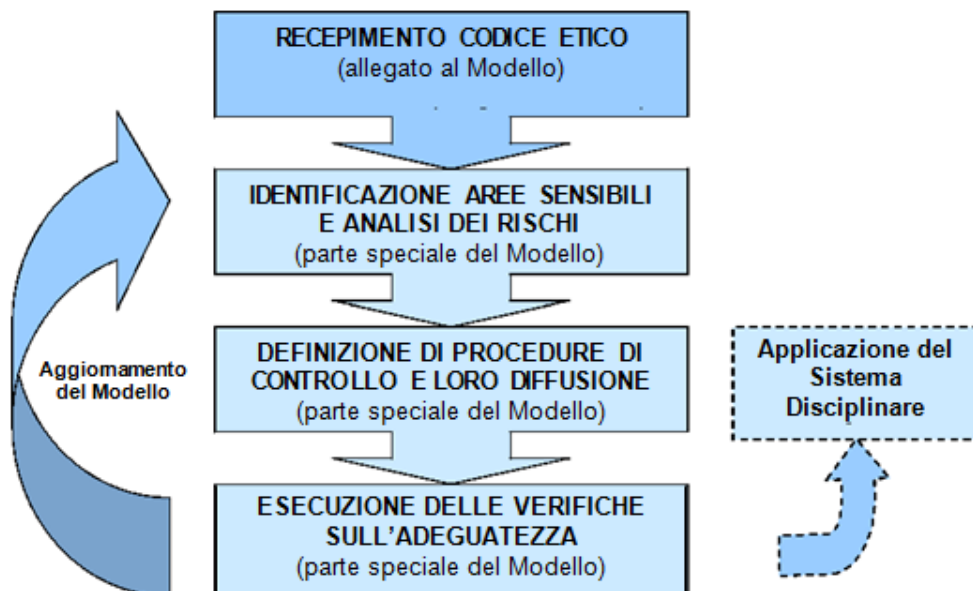 RECEPIMENTO CODICE ETICO
(allegato al Modello)
IDENTIFICAZIONE AREE SENSIBILI
E ANALISI DEI RISCHI
(parte speciale del Modello)
DEFINIZIONE DI PROCEDURE DI
CONTROLLO E LORO DIFFUSIONE
(parte speciale del Modello)
ESECUZIONE DELLE VERIFICHE
SULL'ADEGUATEZZA
(parte speciale del Modello)
Aggiornamento
del Modello
Applicazione del
Sistema
Disciplinare